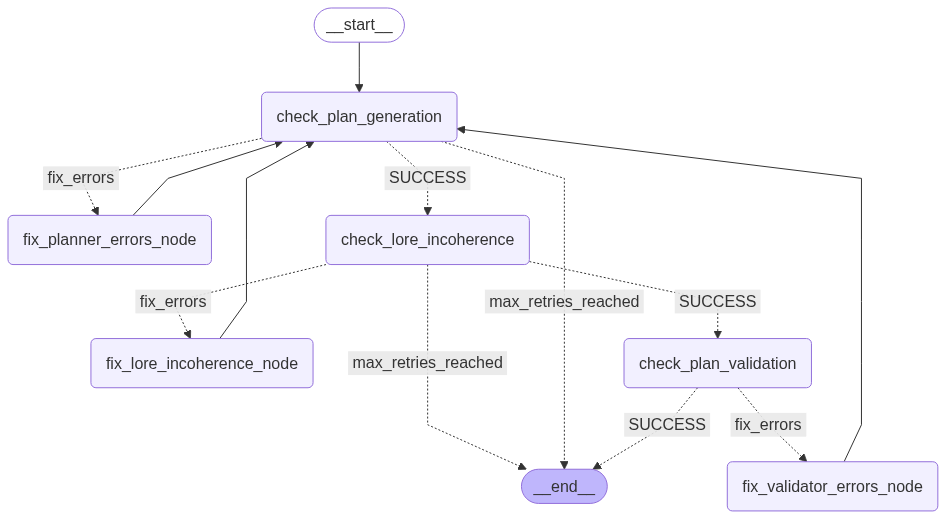 __start__
check_plan_generation
fix_errors
SUCCESS
fix_planner_errors_node
check_lore_incoherence
fix_errors
max_retries_reached
SUCCESS
fix_lore_incoherence_node
max_retries_reached
check_plan_validation
SUCCESS
fix_errors
__end__
fix_validator_errors_node